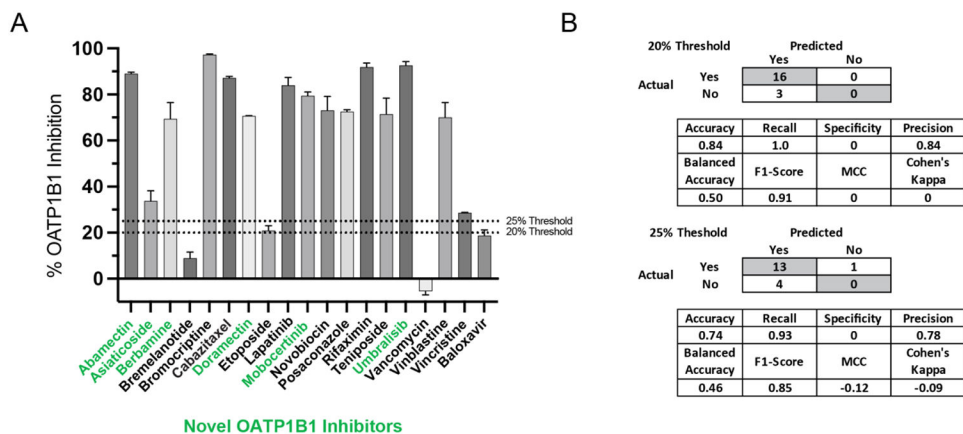 A
% OATP1B1 Inhibition
100
80
60
40
20
0
25% Threshold
20% Threshold
Abamectin
Asiaticoside
Berbamine
Bremelanotide
Bromocriptine
Cabazitaxel
Doramectin
Etoposide
Lapatinib
Mobocertinib
Novobiocin
Posaconazole
Rifaximin
Teniposide
Umbralisib
Vancomycin
Vinblastine
Vincristine
Baloxavir
Novel OATP1B1 Inhibitors
B
20% Threshold Predicted
Yes No
Actual Yes 16 0
No 3 0
Accuracy Recall Specificity Precision
0.84 1.0 0 0.84
Balanced Accuracy F1-Score MCC Cohen's Kappa
0.50 0.91 0 0
25% Theshold Predicted
Yes No
Actual Yes 13 1
No 4 0
Accuracy Recall Specificity Precision
0.74 0.93 0 0.78
Balanced Accuracy F1-Score MCC Cohen's Kappa
0.46 0.85 -0.12 -0.09